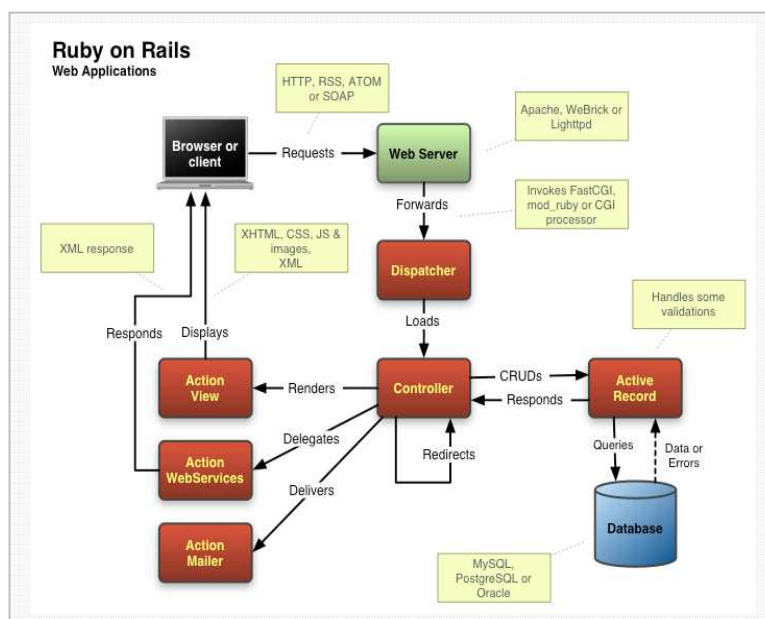 Ruby on Rails
Web Applications
HTTP, RSS, ATOM
or SOAP
Apache, WeBrick or
Lighttpd
Browser or
client
Requests
Web Server
Invokes FastCGI,
mod_ruby or CGI
processor
Forwards
XML response
XHTML, CSS, JS &
images,
XML
Dispatcher
Handles some
validations
Responds
Displays
Loads
Action
View
Renders
Controller
CRUDs
Responds
Active
Record
Delegates
Redirects
Queries
Data or
Errors
Action
WebServices
Delivers
Action
Mailer
Database
MySQL,
PostgreSQL or
Oracle